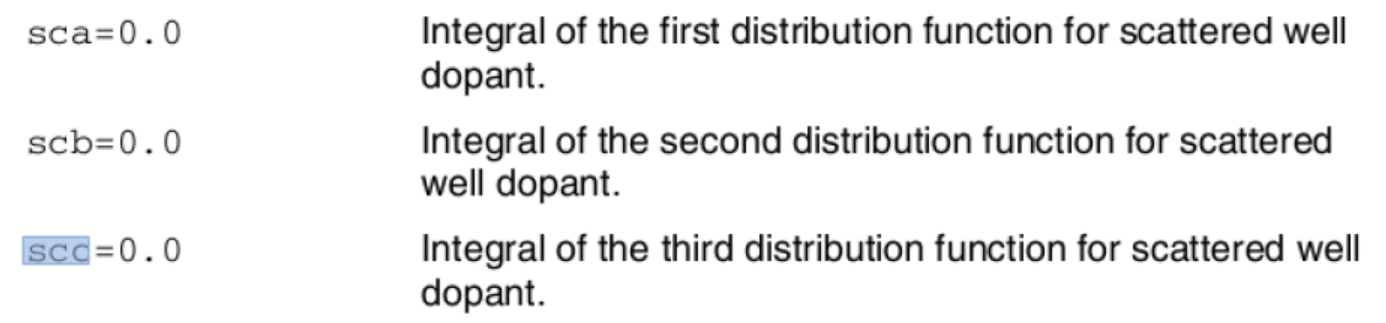 sca=0.0 Integral of the first distribution function for scattered well
dopant.
scb=0.0 Integral of the second distribution function for scattered
well dopant.
scc=0.0 Integral of the third distribution function for scattered well
dopant.